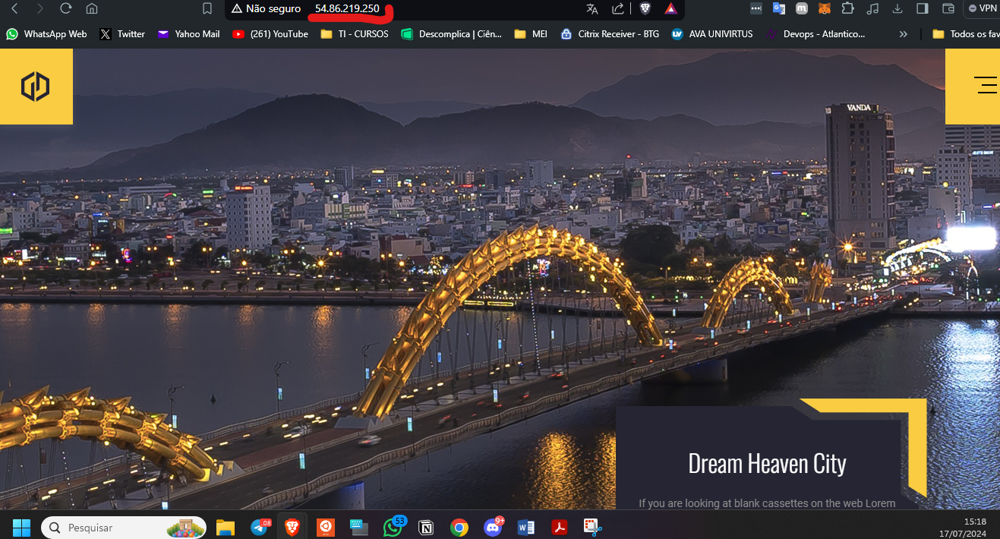 Não seguro 54.86.219.250
VPN
WhatsApp Web Twitter Yahoo Mail (261) YouTube TI - CURSOS Descomplica | Ciên... MEI Citrix Receiver - BTG AVA UNIVIRTUS Devops - Atlantico... » Todos os fav
VANDA
Dream Heaven City
If you are looking at blank cassettes on the web Lorem
Pesquisar
:08
53
9+
15:18
17/07/2024